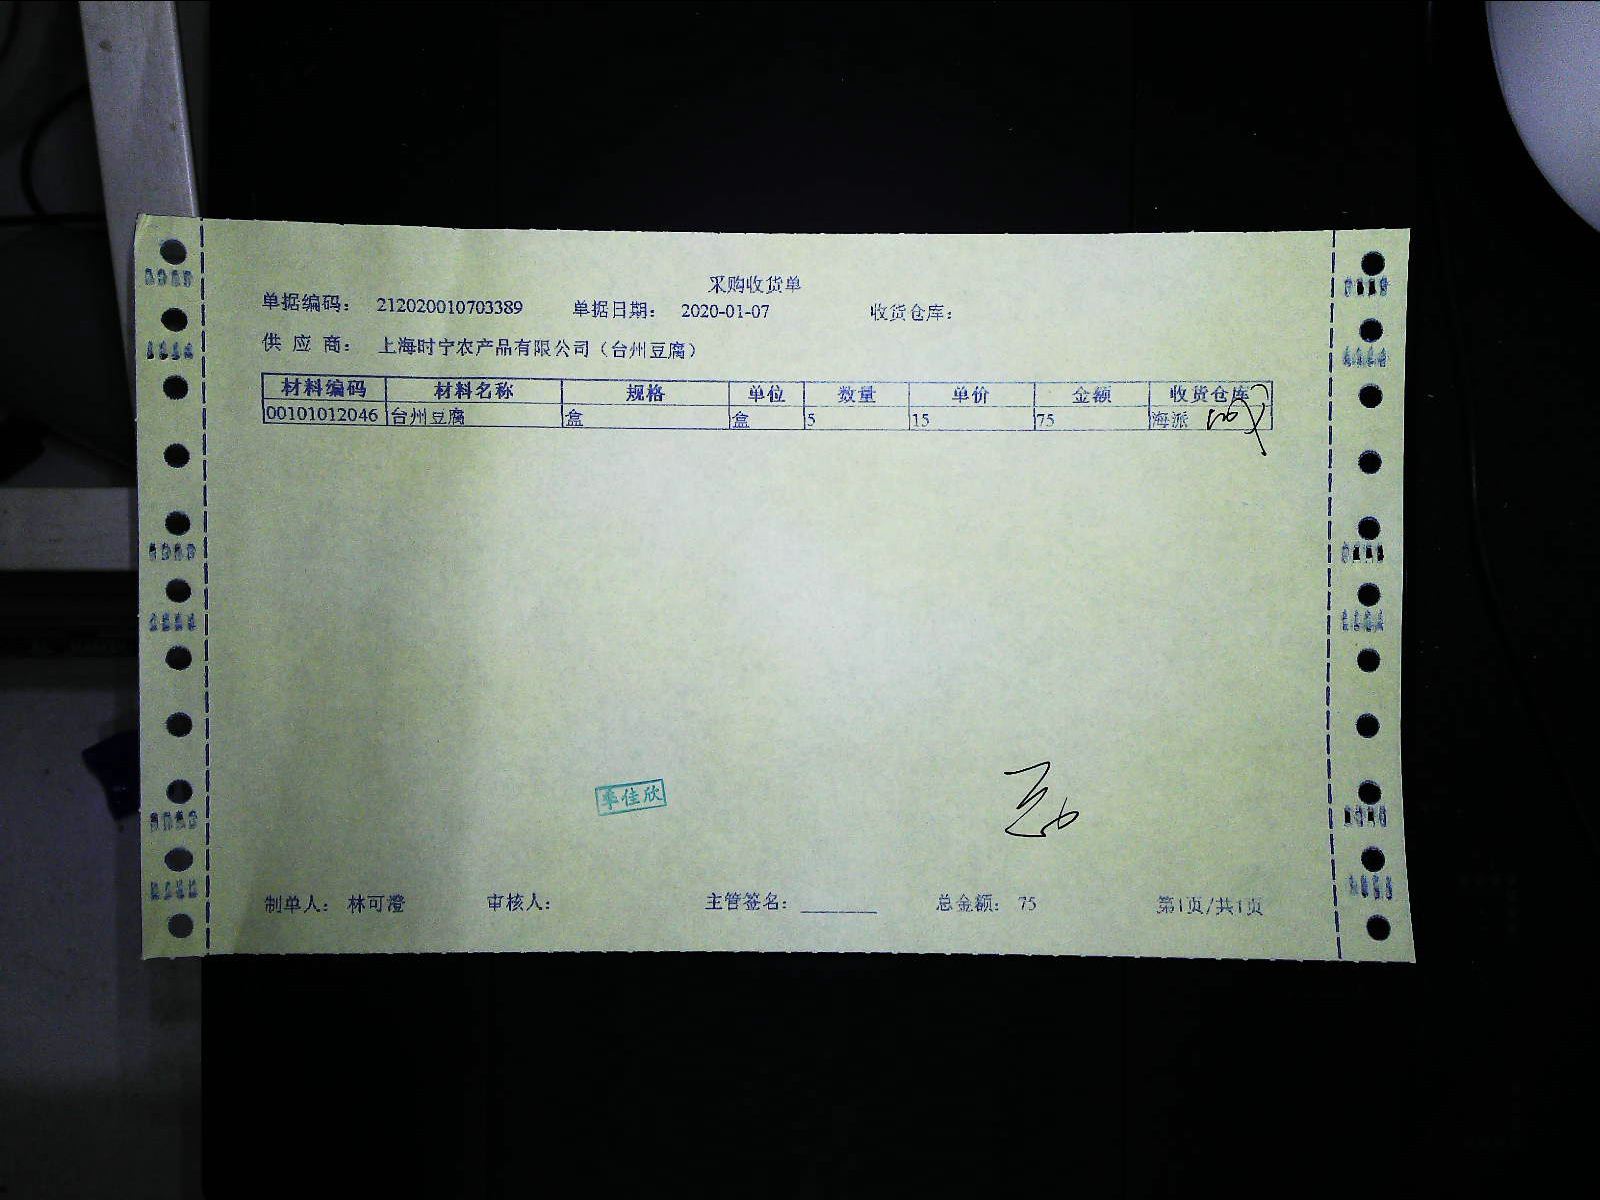 采购收货单
单据编码： 212020010703389 单据日期： 2020-01-07 收货仓库：
供 应 商： 上海时宁农产品有限公司（台州豆腐）
材料编码 材料名称 规格 单位 数量 单价 金额 收货仓库
00101012046 台州豆腐 盒 盒 5 15 75 海派
李佳欣
制单人： 林可澄 审核人： 主管签名： 总金额： 75 第1页/共1页